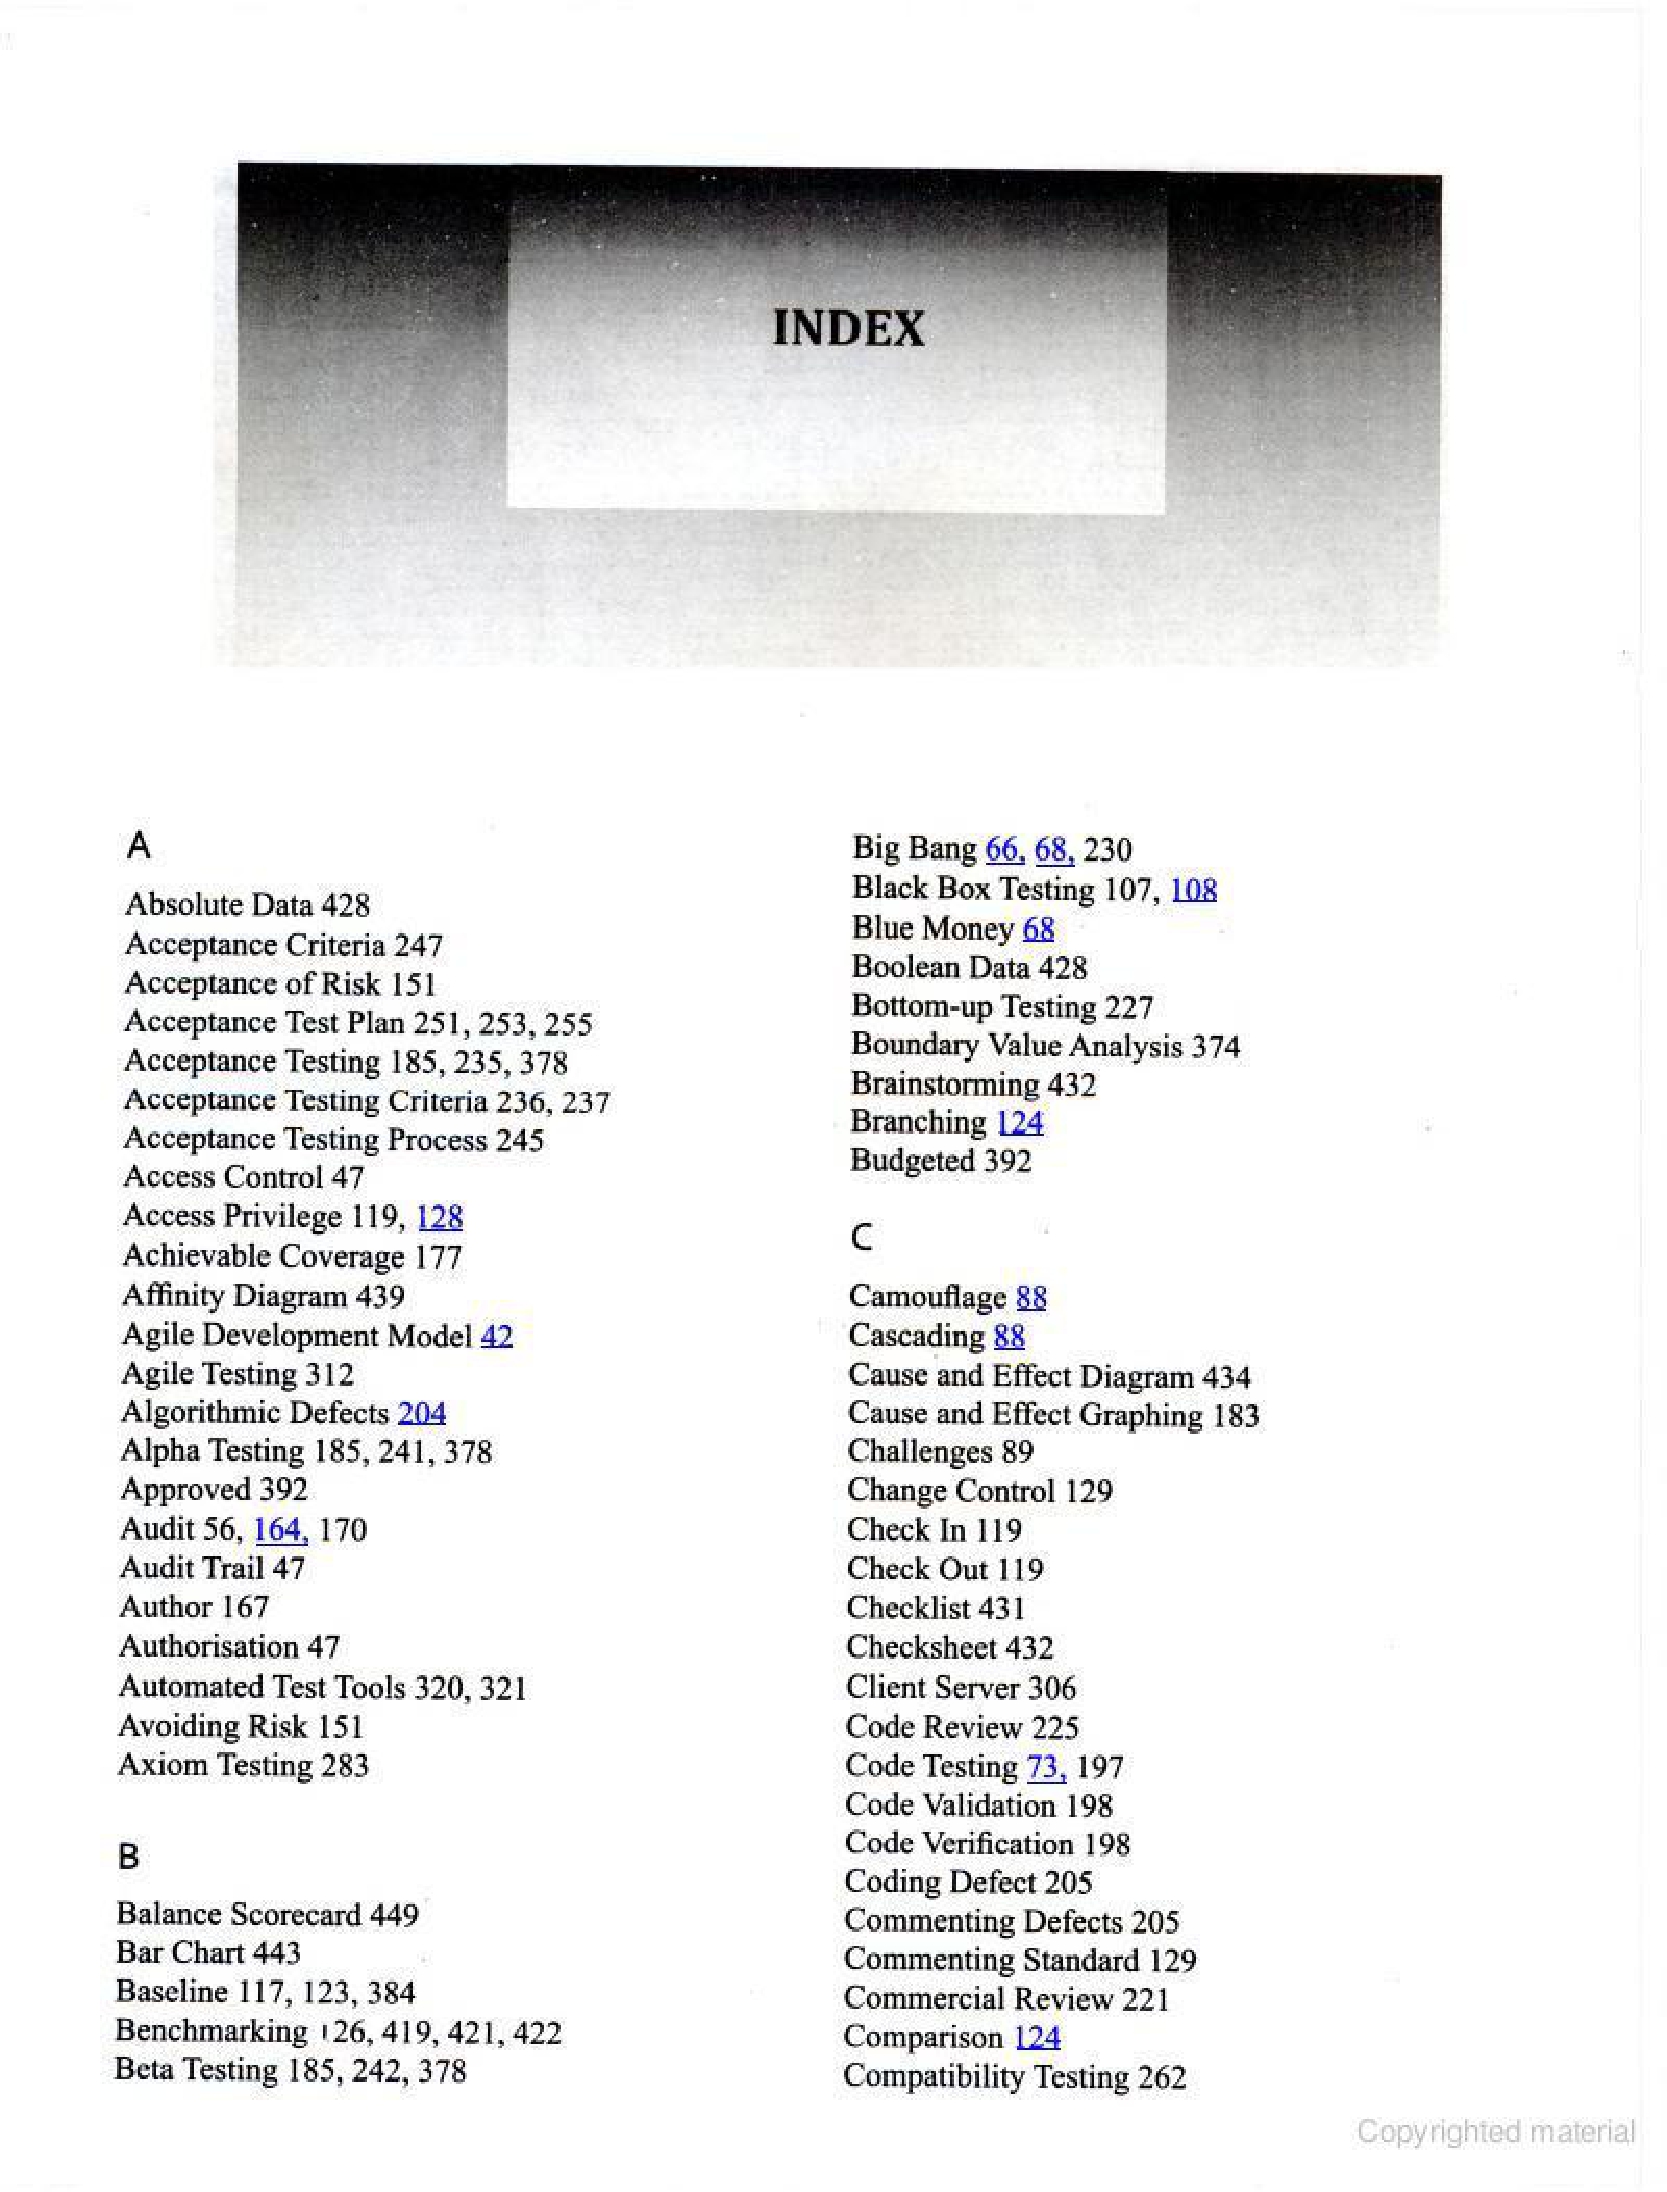 INDEX
A
Absolute Data 428
Acceptance Criteria 247
Acceptance of Risk 151
Acceptance Test Plan 251, 253, 255
Acceptance Testing 185, 235, 378
Acceptance Testing Criteria 236, 237
Acceptance Testing Process 245
Access Control 47
Access Privilege 119, 128
Achievable Coverage 177
Affinity Diagram 439
Agile Development Model 42
Agile Testing 312
Algorithmic Defects 204
Alpha Testing 185, 241, 378
Approved 392
Audit 56, 164, 170
Audit Trail 47
Author 167
Authorisation 47
Automated Test Tools 320, 321
Avoiding Risk 151
Axiom Testing 283
B
Balance Scorecard 449
Bar Chart 443
Baseline 117, 123, 384
Benchmarking 126, 419, 421, 422
Beta Testing 185, 242, 378
Big Bang 66, 68, 230
Black Box Testing 107, 108
Blue Money 68
Boolean Data 428
Bottom-up Testing 227
Boundary Value Analysis 374
Brainstorming 432
Branching 124
Budgeted 392
C
Camouflage 88
Cascading 88
Cause and Effect Diagram 434
Cause and Effect Graphing 183
Challenges 89
Change Control 129
Check In 119
Check Out 119
Checklist 431
Checksheet 432
Client Server 306
Code Review 225
Code Testing 73, 197
Code Validation 198
Code Verification 198
Coding Defect 205
Commenting Defects 205
Commenting Standard 129
Commercial Review 221
Comparison 124
Compatibility Testing 262
Copyrighted material